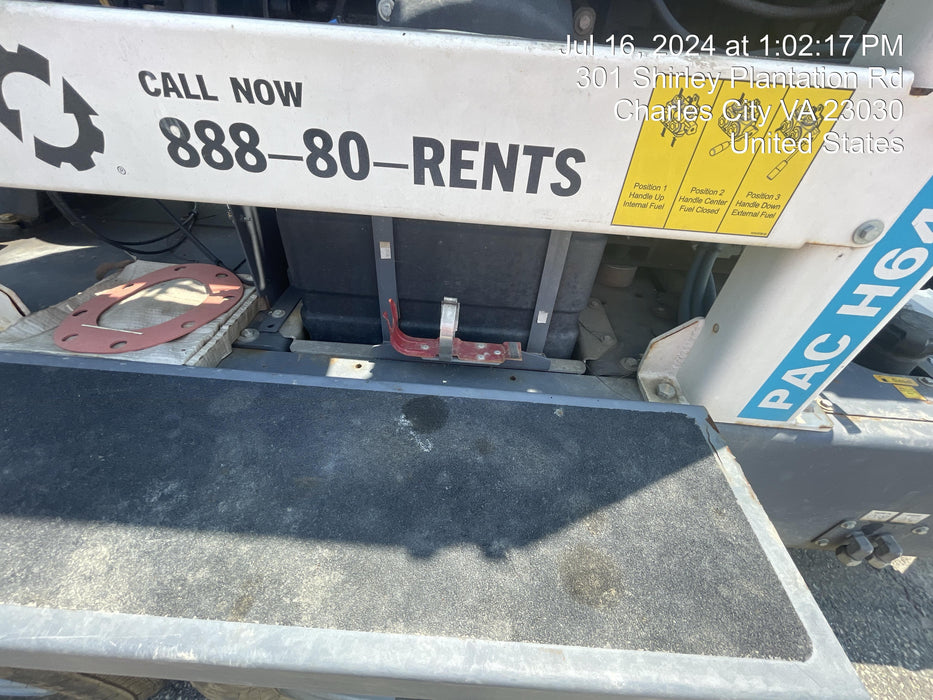 Jul 16, 2024 at 1:02:17 PM
301 Shirley Plantation Rd
Charles City VA 23030
United States
CALL NOW
888-80-RENTS
Position 1
Handle Up
Internal Fuel
Position 2
Handle Center
Fuel Closed
Position 3
Handle Down
External Fuel
PAC H64